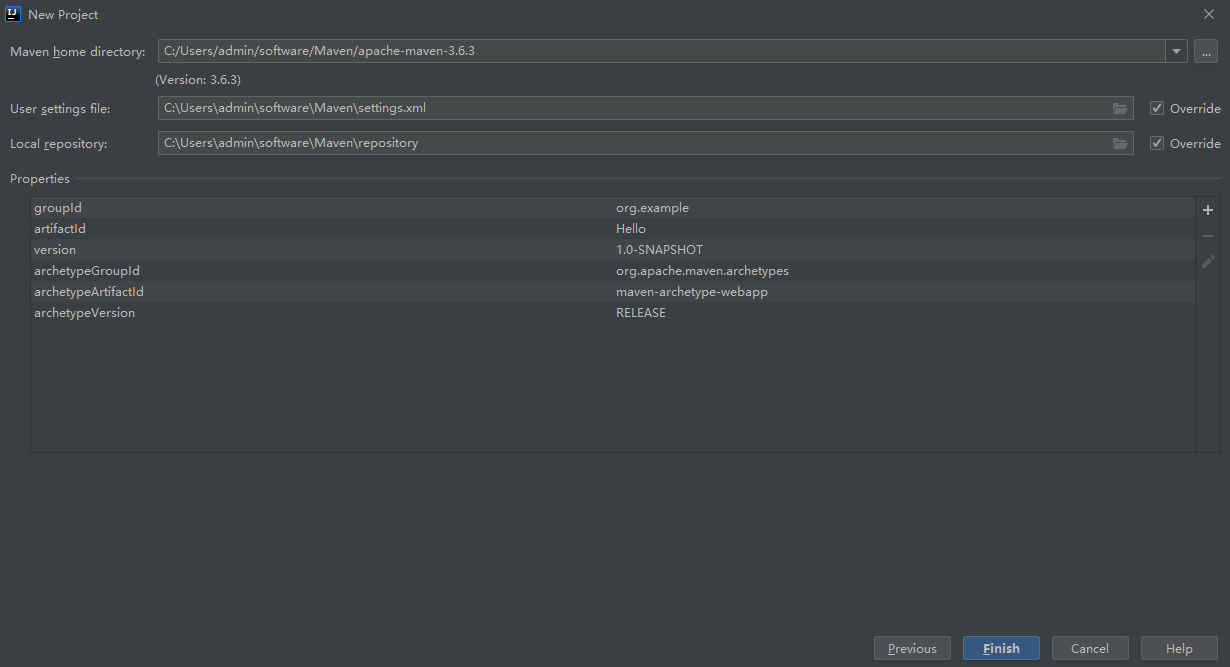 IJ New Project
Maven home directory: C:/Users/admin/software/Maven/apache-maven-3.6.3 ...
(Version: 3.6.3)
User settings file: C:\Users\admin\software\Maven\settings.xml Override
Local repository: C:\Users\admin\software\Maven\repository Override
Properties
groupId org.example
artifactId Hello
version 1.0-SNAPSHOT
archetypeGroupId org.apache.maven.archetypes
archetypeArtifactId maven-archetype-webapp
archetypeVersion RELEASE
Previous Finish Cancel Help